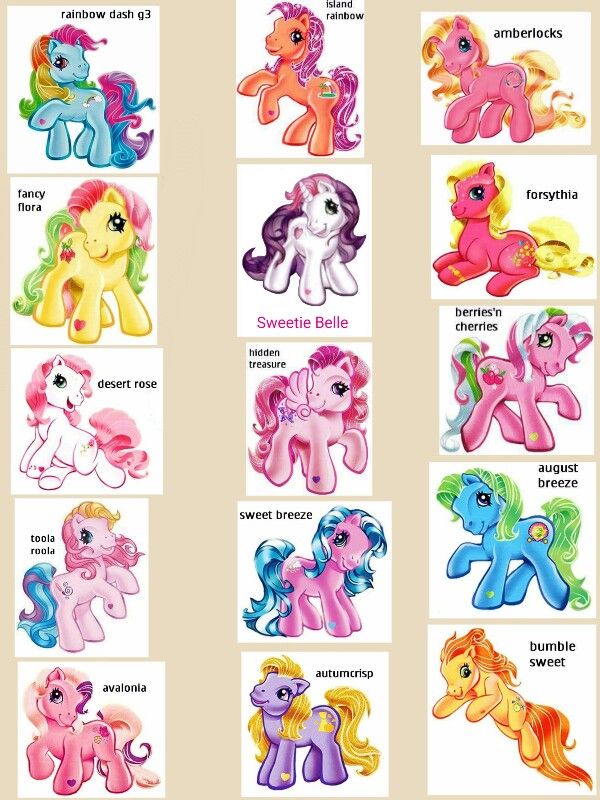 rainbow dash g3
island
rainbow
amberlocks
fancy
flora
Sweetie Belle
forsythia
desert rose
hidden
treasure
berries'n
cherries
toola
roola
sweet breeze
august
breeze
avalonia
autumcrisp
bumble
sweet